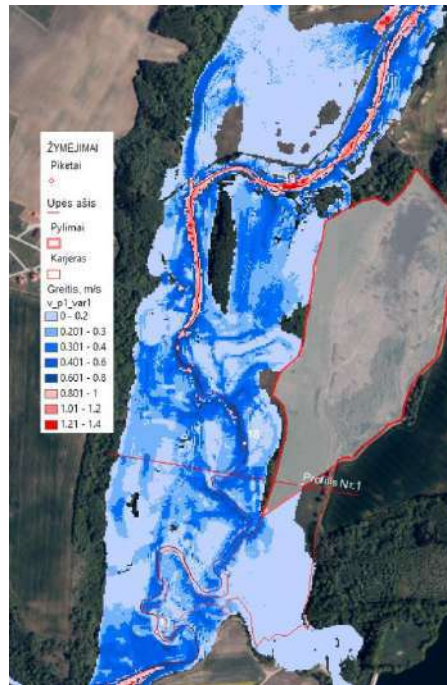 ŽYMĖJIMAI
Piketai
Upės ašis
Pylimai
Karjeras
Greitis, m/s
v_p1_var1
0 - 0.2
0.201 - 0.3
0.301 - 0.4
0.401 - 0.6
0.601 - 0.8
0.801 - 1
1.01 - 1.2
1.21 - 1.4
Profilis Nr.1